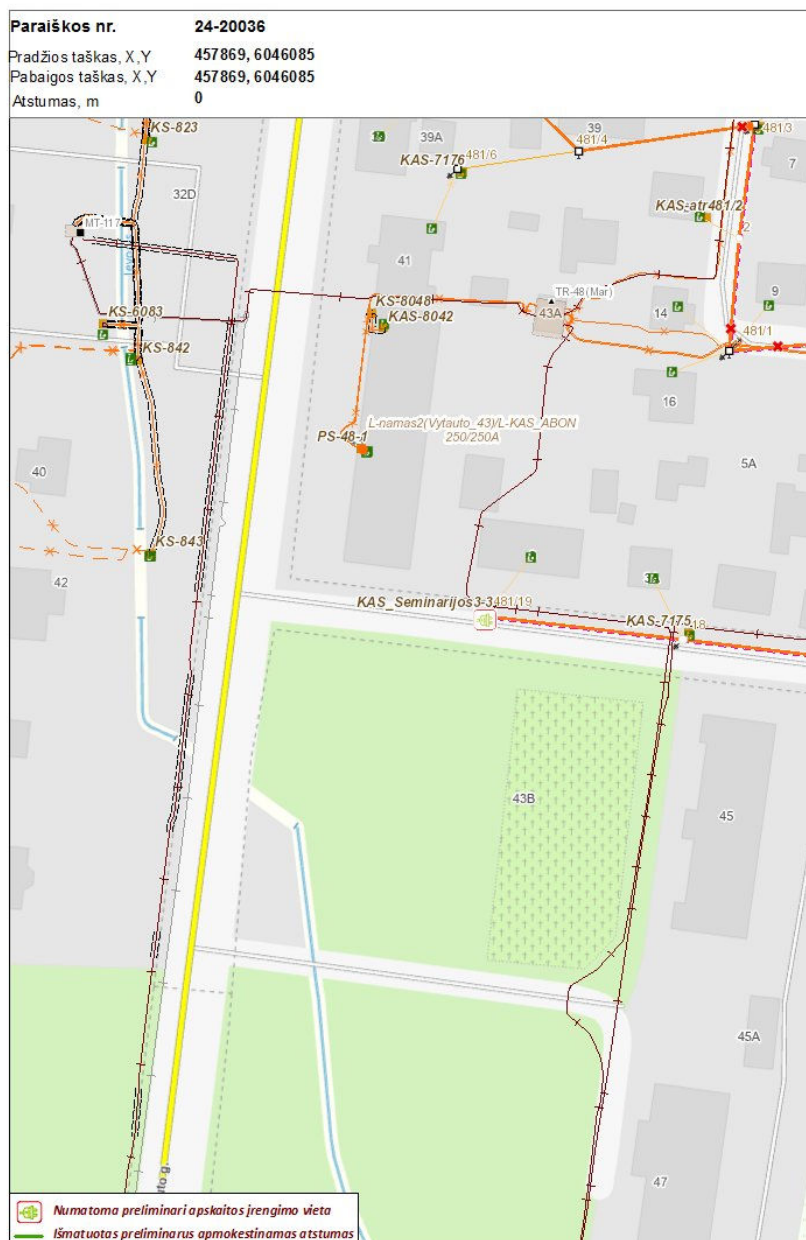 Paraiškos nr. 24-20036
Pradžios taškas, X,Y 457869, 6046085
Pabaigos taškas, X,Y 457869, 6046085
Atstumas, m 0
KS-823
39A
39
481/3
481/4
481/6
KAS-7176
7
32D
KAS-atr481/2
2
MT-117
41
TR-48(Mar)
9
KS-6083
KS-8048
43A
14
KAS-8042
481/1
KS-842
16
L-namas2(Vytauto_43)/L-KAS_ABON
250/250A
PS-48-1
5A
40
KS-843
42
KAS_Seminarijos3-3
481/19
KAS-7175
18
43B
45
45A
47
uto g.
Numatoma preliminari apskaitos įrengimo vieta
Išmatuotas preliminarus apmokestinamas atstumas